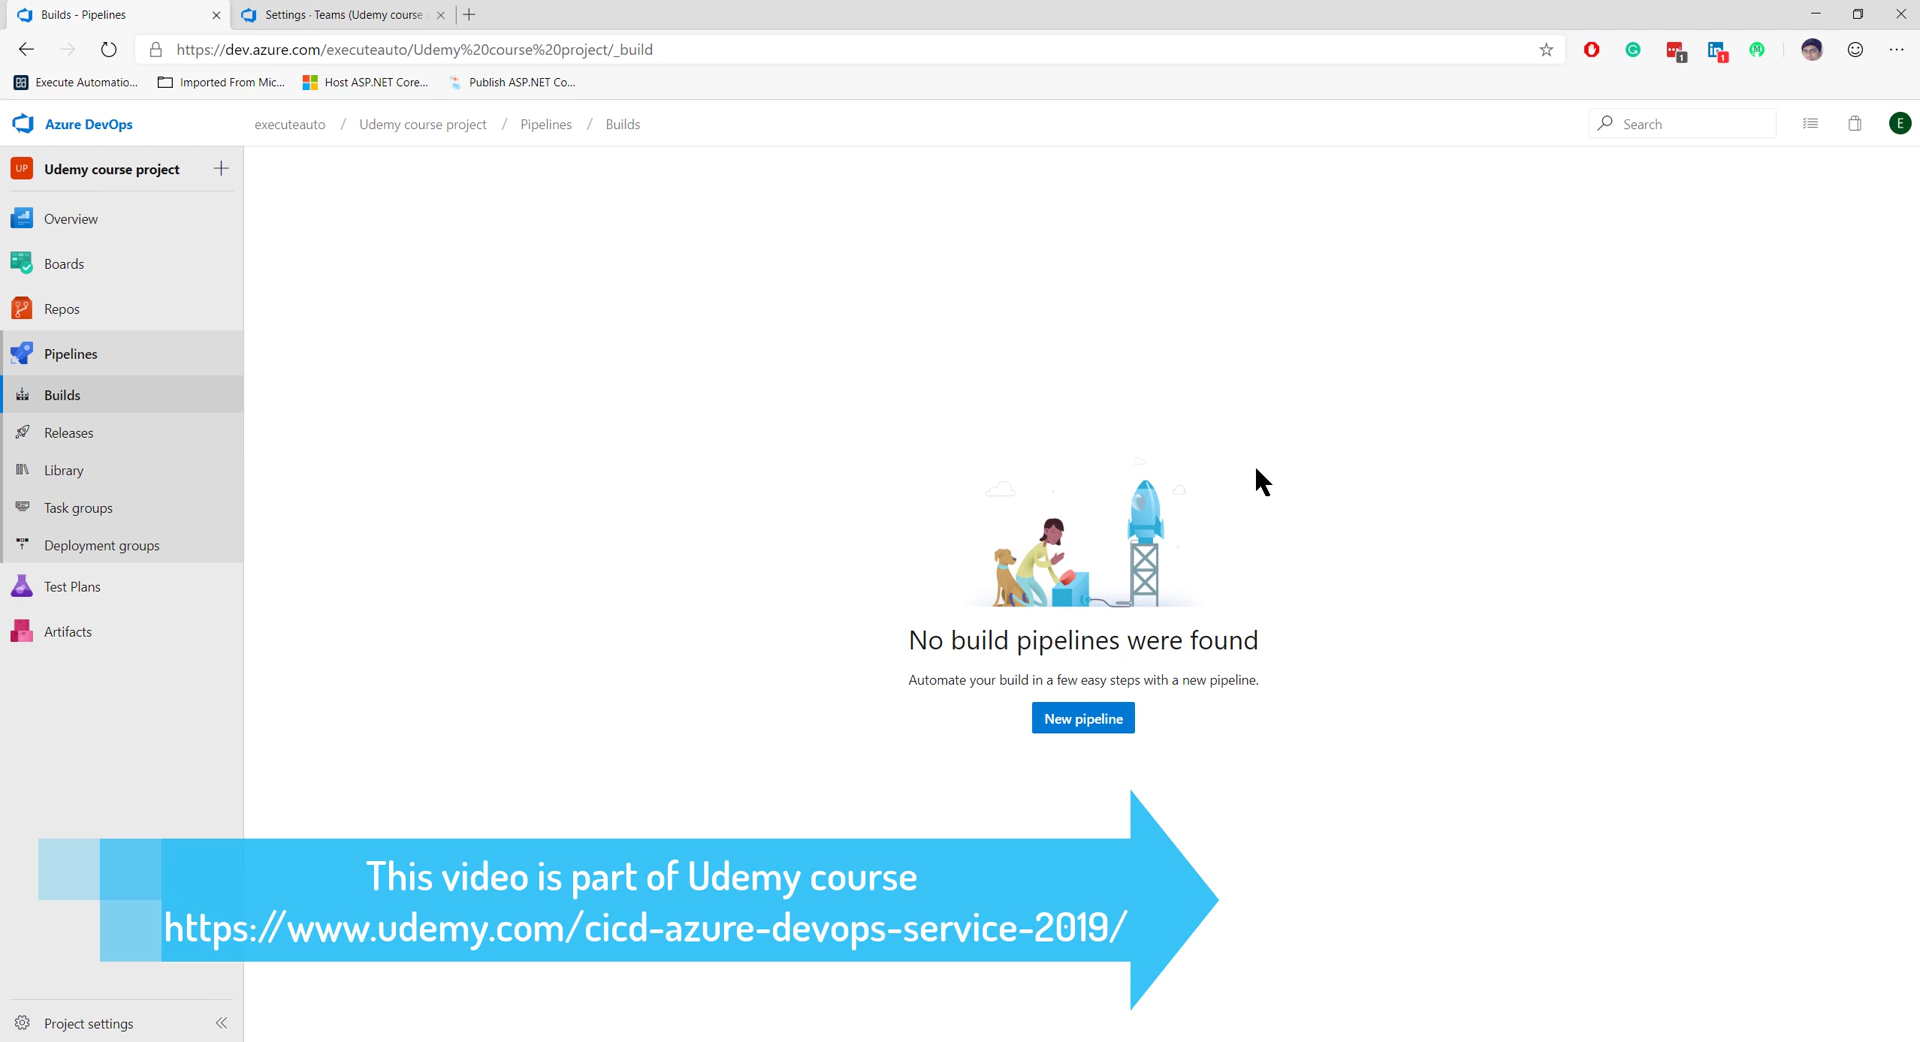 Builds - Pipelines
Settings · Teams (Udemy course
https://dev.azure.com/executeauto/Udemy%20course%20project/_build
1
1
Execute Automatio...
Imported From Mic...
Host ASP.NET Core...
Publish ASP.NET Co...
Azure DevOps
executeauto / Udemy course project / Pipelines / Builds
Search
E
UP
Udemy course project
Overview
Boards
Repos
Pipelines
Builds
Releases
Library
Task groups
Deployment groups
Test Plans
Artifacts
No build pipelines were found
Automate your build in a few easy steps with a new pipeline.
New pipeline
This video is part of Udemy course
https://www.udemy.com/cicd-azure-devops-service-2019/
Project settings